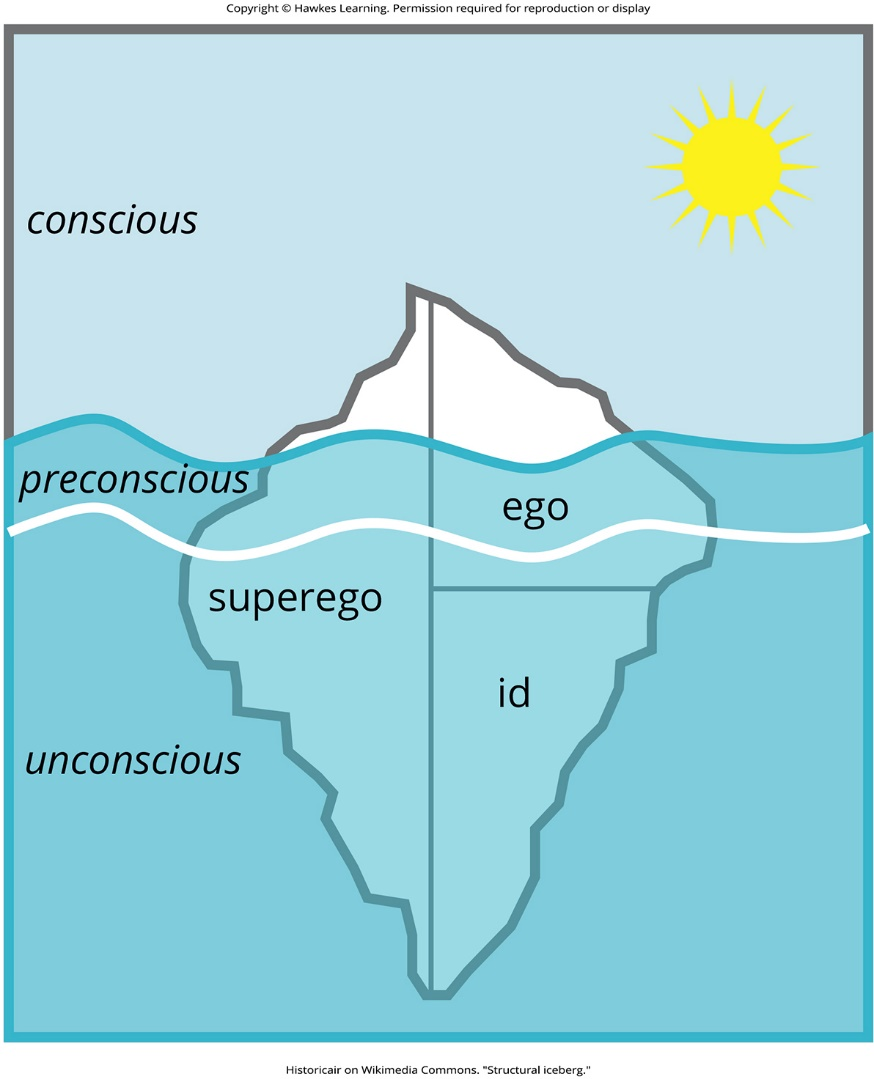 Copyright © Hawkes Learning. Permission required for reproduction or display
conscious
preconscious
ego
superego
id
unconscious
Historicair on Wikimedia Commons. "Structural iceberg."